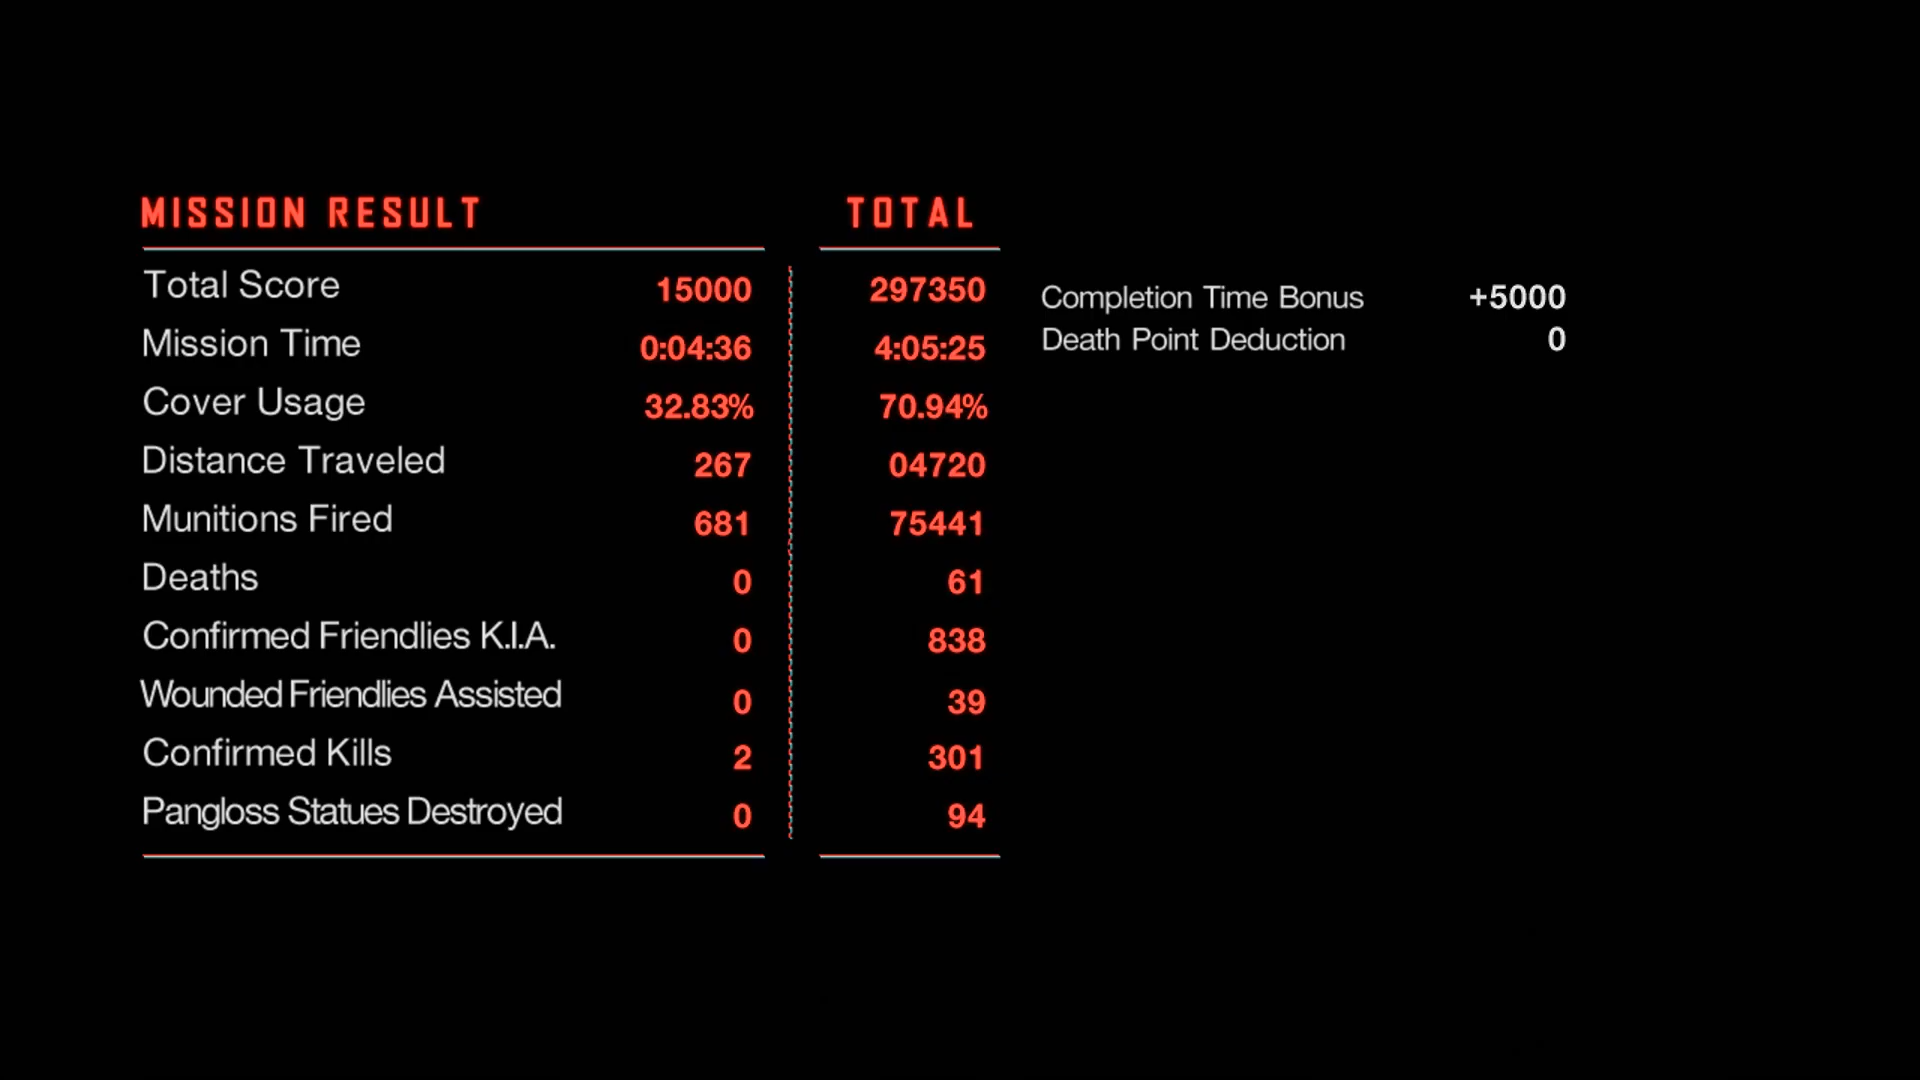 MISSION RESULT TOTAL
Total Score 15000 297350 Completion Time Bonus +5000
Mission Time 0:04:36 4:05:25 Death Point Deduction 0
Cover Usage 32.83% 70.94%
Distance Traveled 267 04720
Munitions Fired 681 75441
Deaths 0 61
Confirmed Friendlies K.I.A. 0 838
Wounded Friendlies Assisted 0 39
Confirmed Kills 2 301
Pangloss Statues Destroyed 0 94